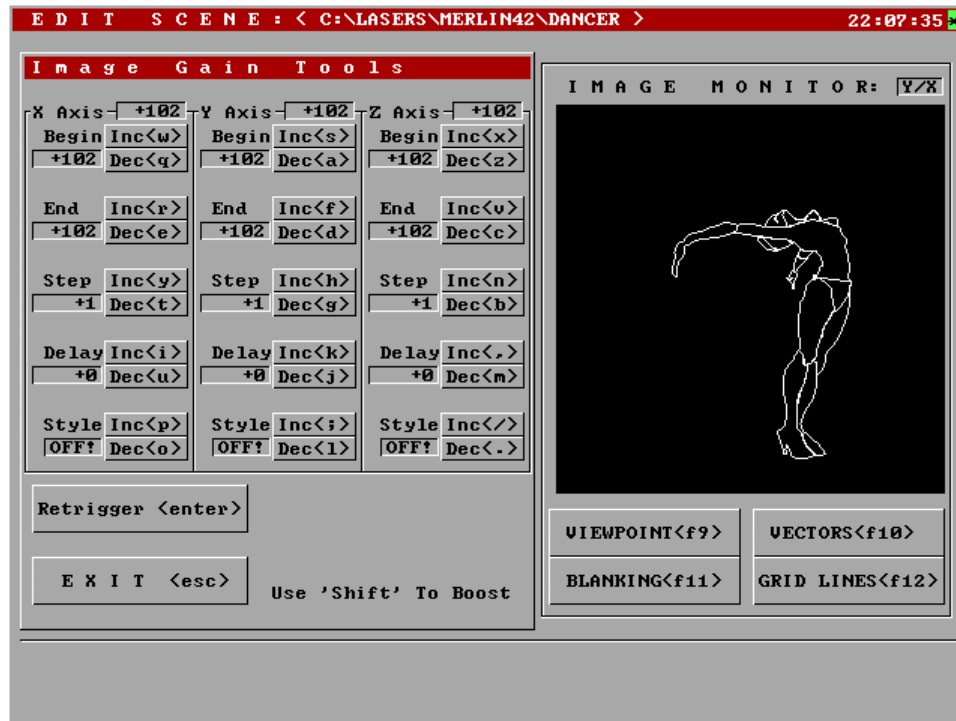 E D I T   S C E N E : < C:\LASERS\MERLIN42\DANCER >   22:07:35 *
I m a g e   G a i n   T o o l s
I M A G E   M O N I T O R: Y/X
X Axis +102 Y Axis +102 Z Axis +102
Begin Inc<w> Begin Inc<s> Begin Inc<x>
+102 Dec<q> +102 Dec<a> +102 Dec<z>
End Inc<r> End Inc<f> End Inc<v>
+102 Dec<e> +102 Dec<d> +102 Dec<c>
Step Inc<y> Step Inc<h> Step Inc<n>
+1 Dec<t> +1 Dec<g> +1 Dec<b>
Delay Inc<i> Delay Inc<k> Delay Inc<,>
+0 Dec<u> +0 Dec<j> +0 Dec<m>
Style Inc<p> Style Inc<;> Style Inc</>
OFF! Dec<o> OFF! Dec<l> OFF! Dec<.>
Retrigger <enter>
E X I T <esc>
Use 'Shift' To Boost
VIEWPOINT<f9> VECTORS<f10>
BLANKING<f11> GRID LINES<f12>